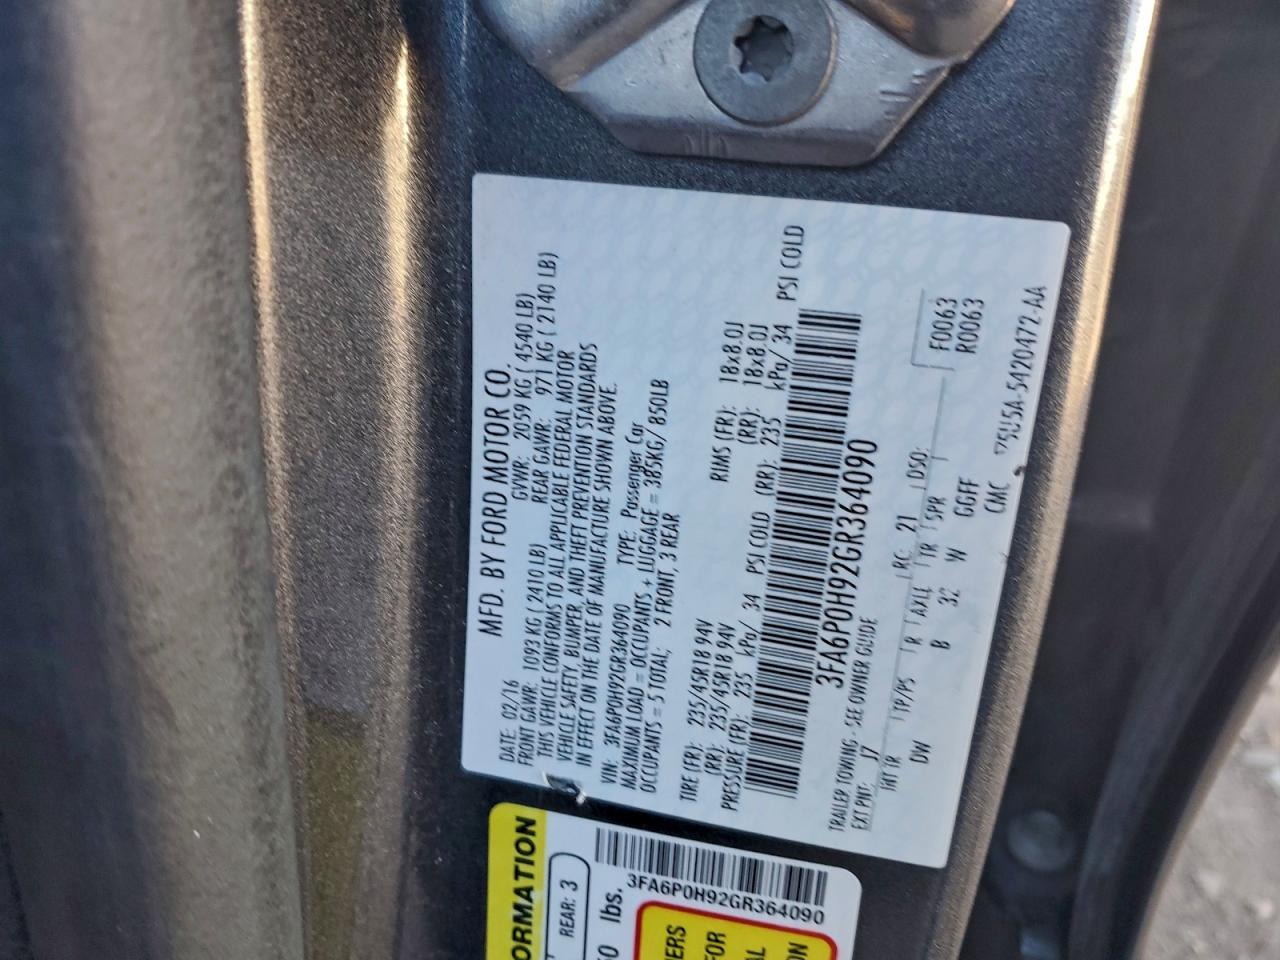 MFD. BY FORD MOTOR CO.
DATE: 02/16 GVWR: 2059 KG ( 4540 LB)
FRONT GAWR: 1093 KG ( 2410 LB) REAR GAWR: 971 KG ( 2140 LB)
THIS VEHICLE CONFORMS TO ALL APPLICABLE FEDERAL MOTOR
VEHICLE SAFETY, BUMPER, AND THEFT PREVENTION STANDARDS
IN EFFECT ON THE DATE OF MANUFACTURE SHOWN ABOVE.
VIN: 3FA6P0H92GR364090 TYPE: Passenger Car
MAXIMUM LOAD = OCCUPANTS + LUGGAGE = 385KG/ 850LB
OCCUPANTS = 5 TOTAL; 2 FRONT, 3 REAR
TIRE (FR): 235/45R18 94V RIMS (FR): 18x8.0J
(RR): 235/45R18 94V (RR): 18x8.0J
PRESSURE (FR): 235 kPa/ 34 PSI COLD (RR): 235 kPa/ 34 PSI COLD
3FA6P0H92GR364090
TRAILER TOWING - SEE OWNER GUIDE
EXT PNT: J7 RC: 21 DSO: F0063
R0063
INT TR TP/PS R AXLE TR SPR
DW B 32 W GGFF
CMC 5U5A-5420472-AA
ORMATION
REAR: 3
lbs.
3FA6P0H92GR364090
NERS
FOR
AL
ON